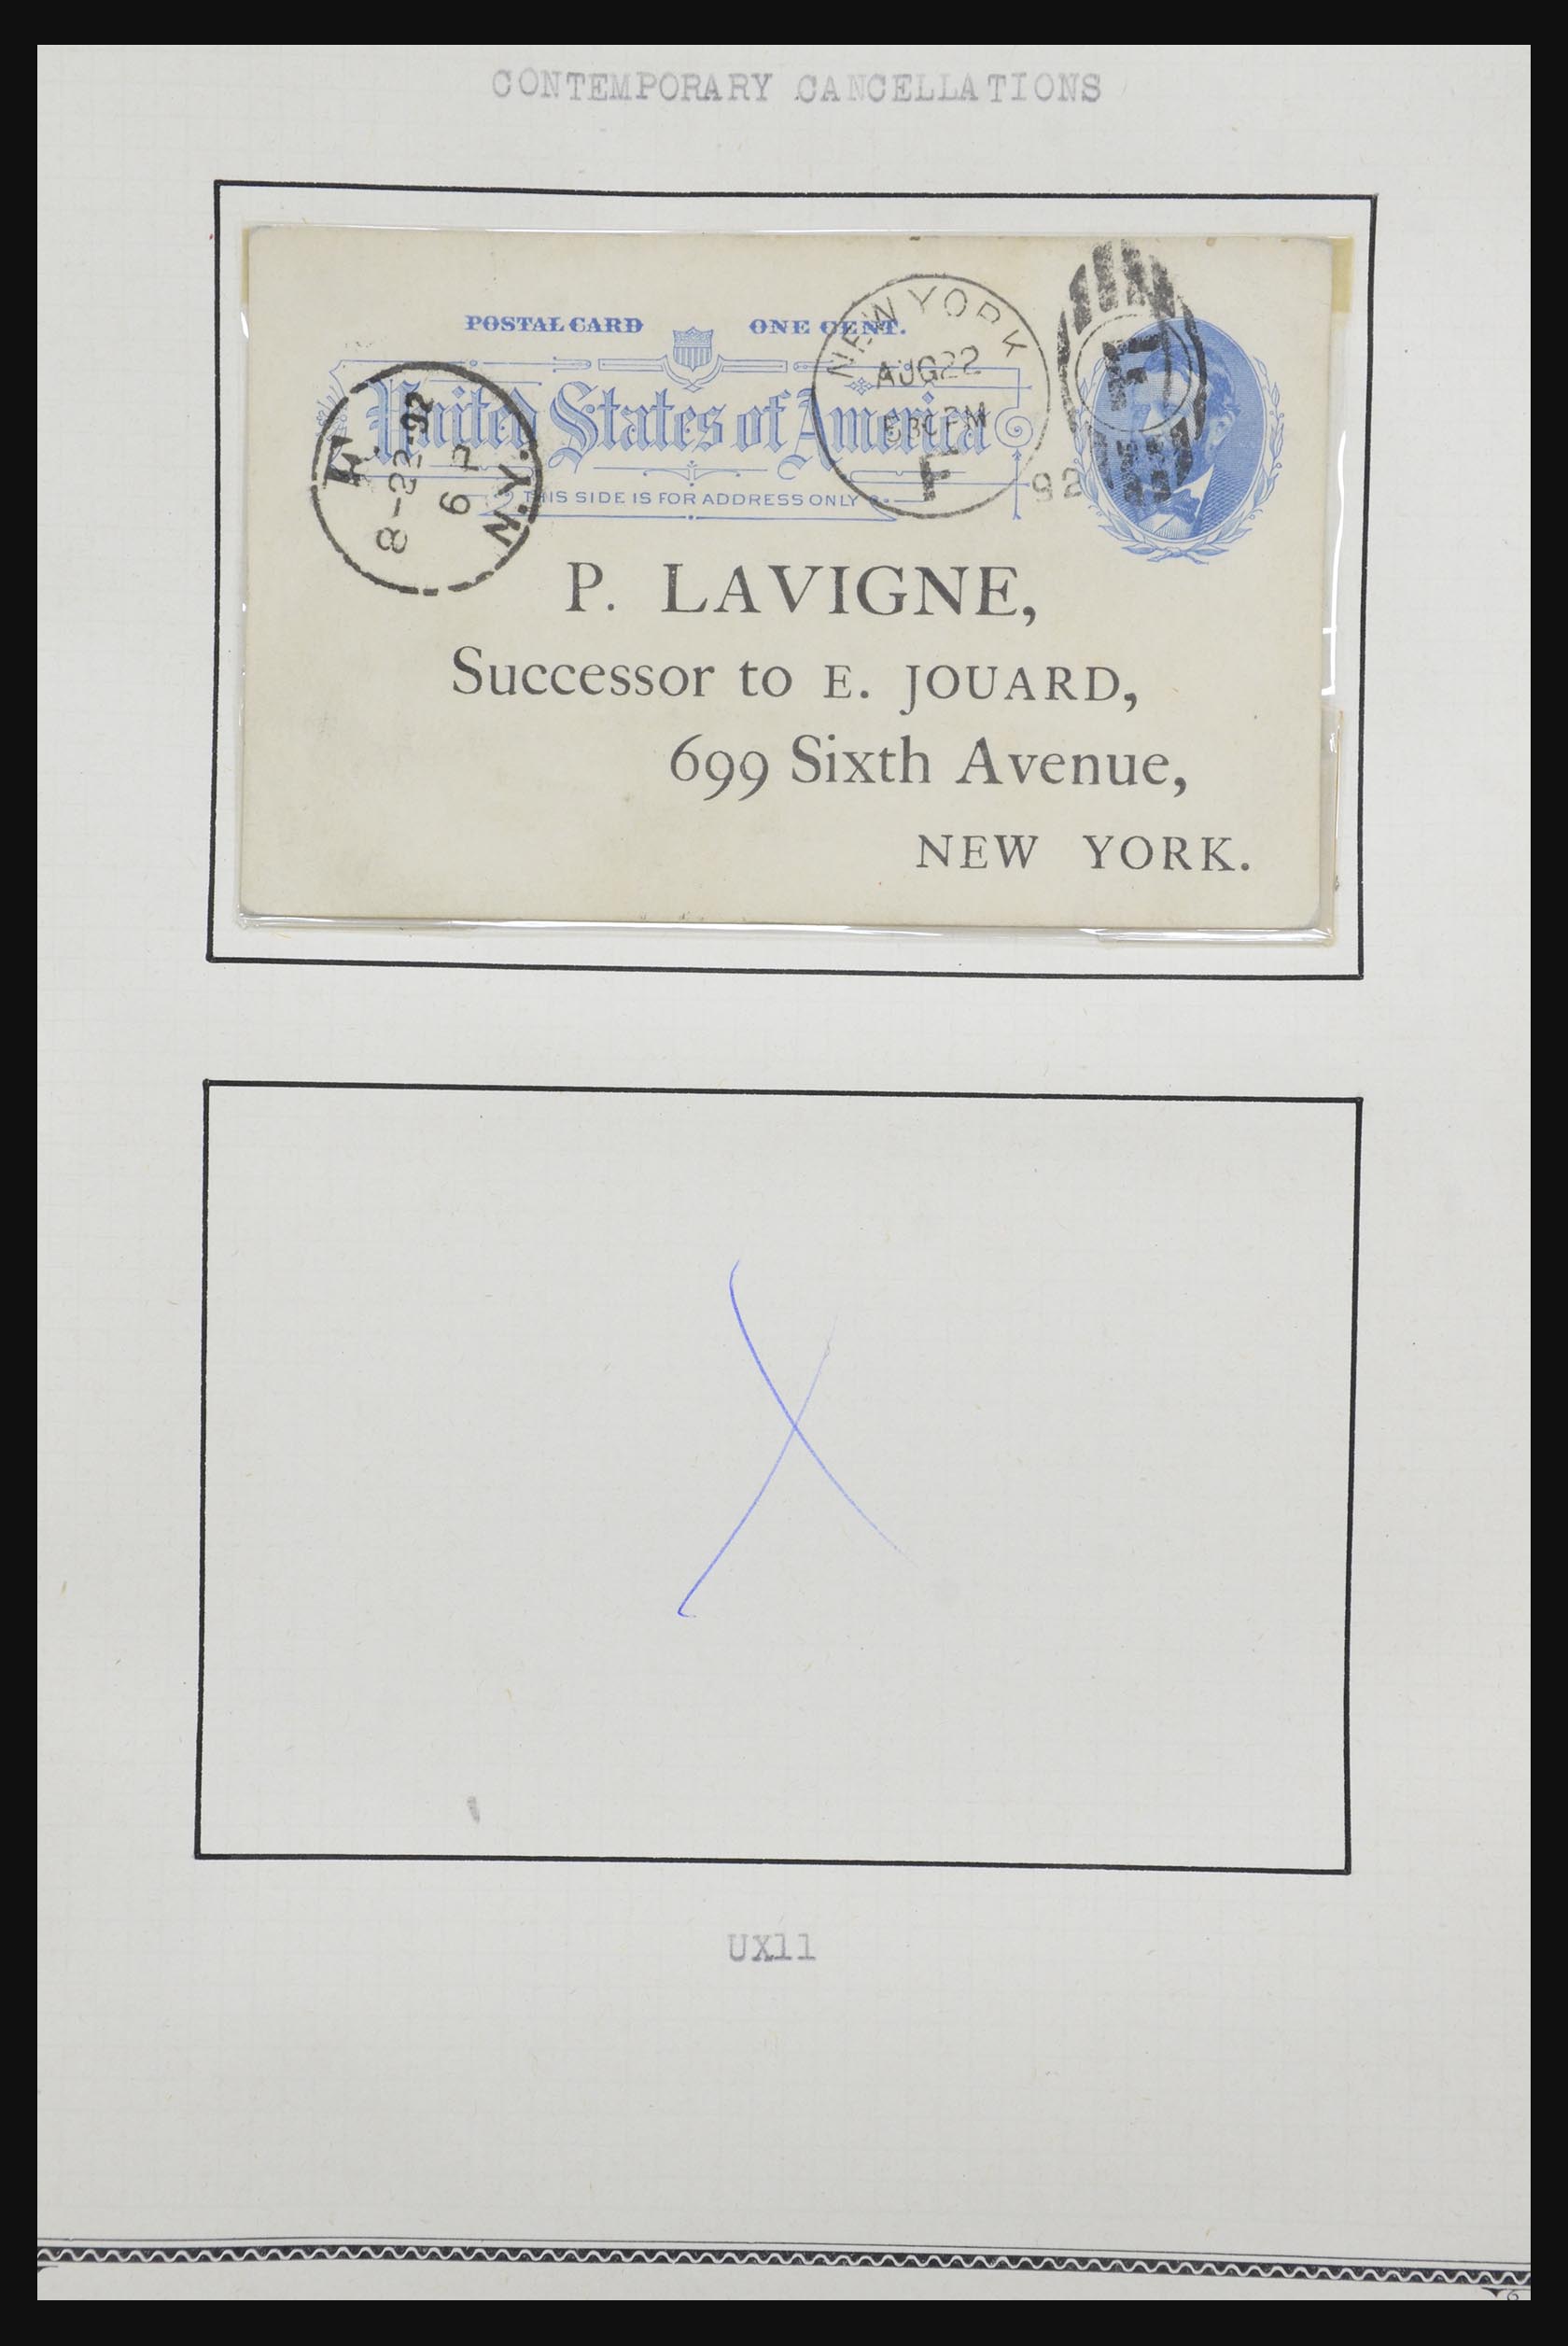 CONTEMPORARY CANCELLATIONS
POSTAL CARD ONE CENT.
United States of America
THIS SIDE IS FOR ADDRESS ONLY
NEW YORK
AUG 22
F
92
8-22-92
6 P
N.Y.
P. LAVIGNE,
Successor to E. JOUARD,
699 Sixth Avenue,
NEW YORK.
UX11